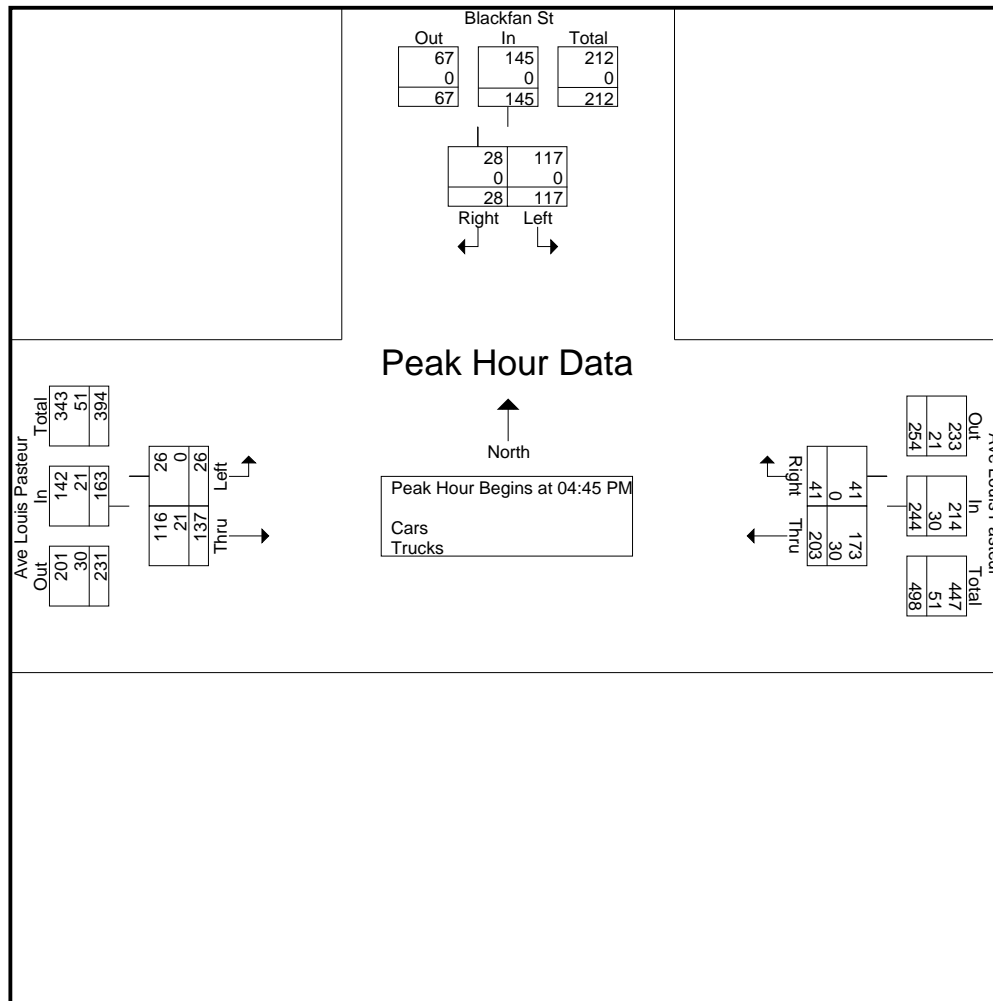 Blackfan St
Out In Total
67 145 212
0 0 0
67 145 212
28 117
0 0
28 117
Right Left
Peak Hour Data
North
Peak Hour Begins at 04:45 PM
Cars
Trucks
Ave Louis Pasteur
Out In Total
201 142 343
30 21 51
231 163 394
Left
26
0
26
Thru
116
21
137
Ave Louis Pasteur
Out In Total
233 214 447
21 30 51
254 244 498
Right Thru
41 173
0 30
41 203